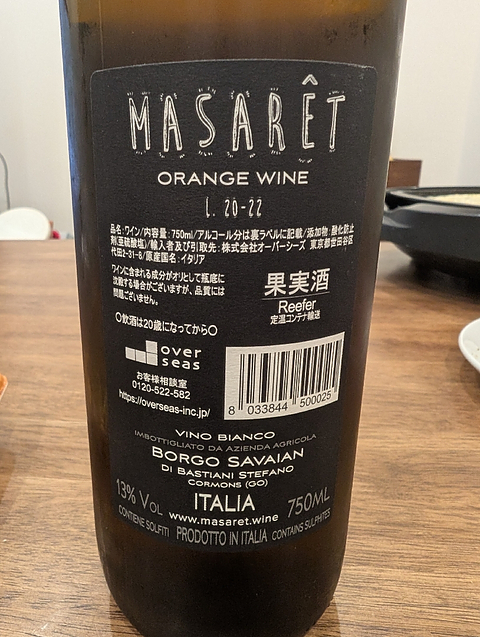 MASARÊT
ORANGE WINE
L. 20-22
品名:ワイン/内容量:750ml/アルコール分は裏ラベルに記載/添加物:酸化防止
剤(亜硫酸塩)/輸入者及び引取先:株式会社オーバーシーズ 東京都世田谷区
代田2-31-8/原産国名:イタリア
ワインに含まれる成分がオリとして瓶底に
沈殿する場合がございますが、品質には
問題ございません。
果実酒
Reefer
定温コンテナ輸送
〇飲酒は20歳になってから〇
over
seas
お客様相談室
0120-522-582
https://overseas-inc.jp/
8 033844 500025
VINO BIANCO
IMBOTTIGLIATO DA AZIENDA AGRICOLA
BORGO SAVAIAN
DI BASTIANI STEFANO
CORMONS (GO)
13% VOL ITALIA 750ML
www.masaret.wine
CONTIENE SOLFITI PRODOTTO IN ITALIA CONTAINS SULPHITES